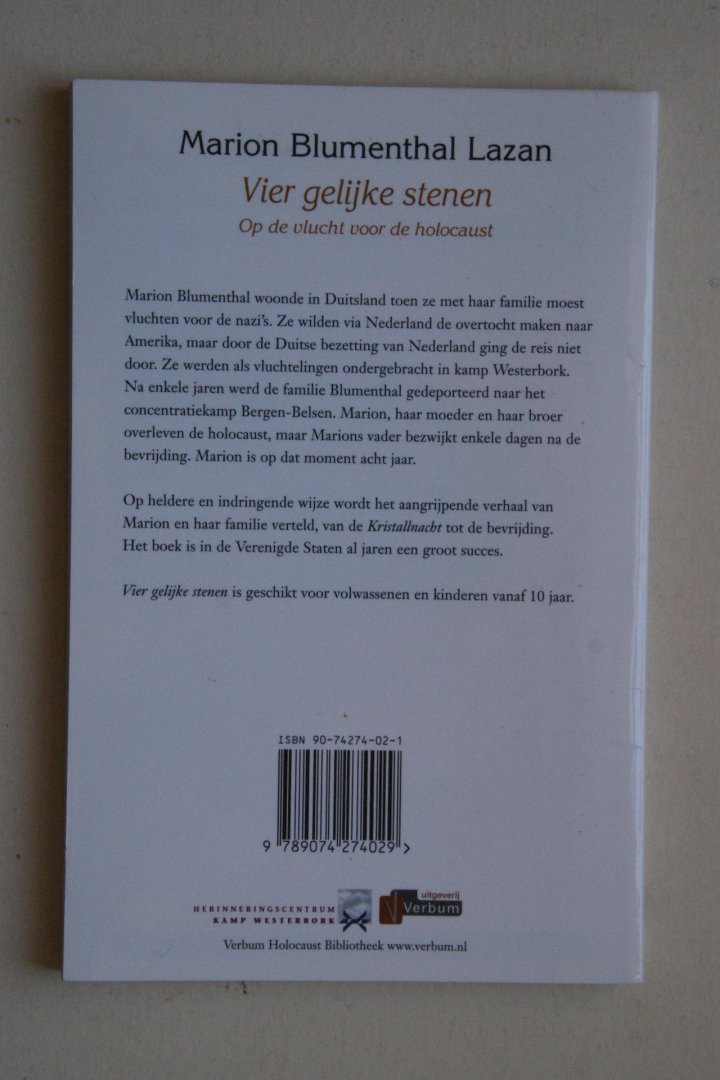 Marion Blumenthal Lazan
Vier gelijke stenen
Op de vlucht voor de holocaust
Marion Blumenthal woonde in Duitsland toen ze met haar familie moest
vluchten voor de nazi's. Ze wilden via Nederland de overtocht maken naar
Amerika, maar door de Duitse bezetting van Nederland ging de reis niet
door. Ze werden als vluchtelingen ondergebracht in kamp Westerbork.
Na enkele jaren werd de familie Blumenthal gedeporteerd naar het
concentratiekamp Bergen-Belsen. Marion, haar moeder en haar broer
overleven de holocaust, maar Marions vader bezwijkt enkele dagen na de
bevrijding. Marion is op dat moment acht jaar.
Op heldere en indringende wijze wordt het aangrijpende verhaal van
Marion en haar familie verteld, van de Kristallnacht tot de bevrijding.
Het boek is in de Verenigde Staten al jaren een groot succes.
Vier gelijke stenen is geschikt voor volwassenen en kinderen vanaf 10 jaar.
ISBN 90-74274-02-1
9 789074 274029 >
HERINNERINGSCENTRUM
KAMP WESTERBORK
uitgeverij
Verbum
Verbum Holocaust Bibliotheek www.verbum.nl